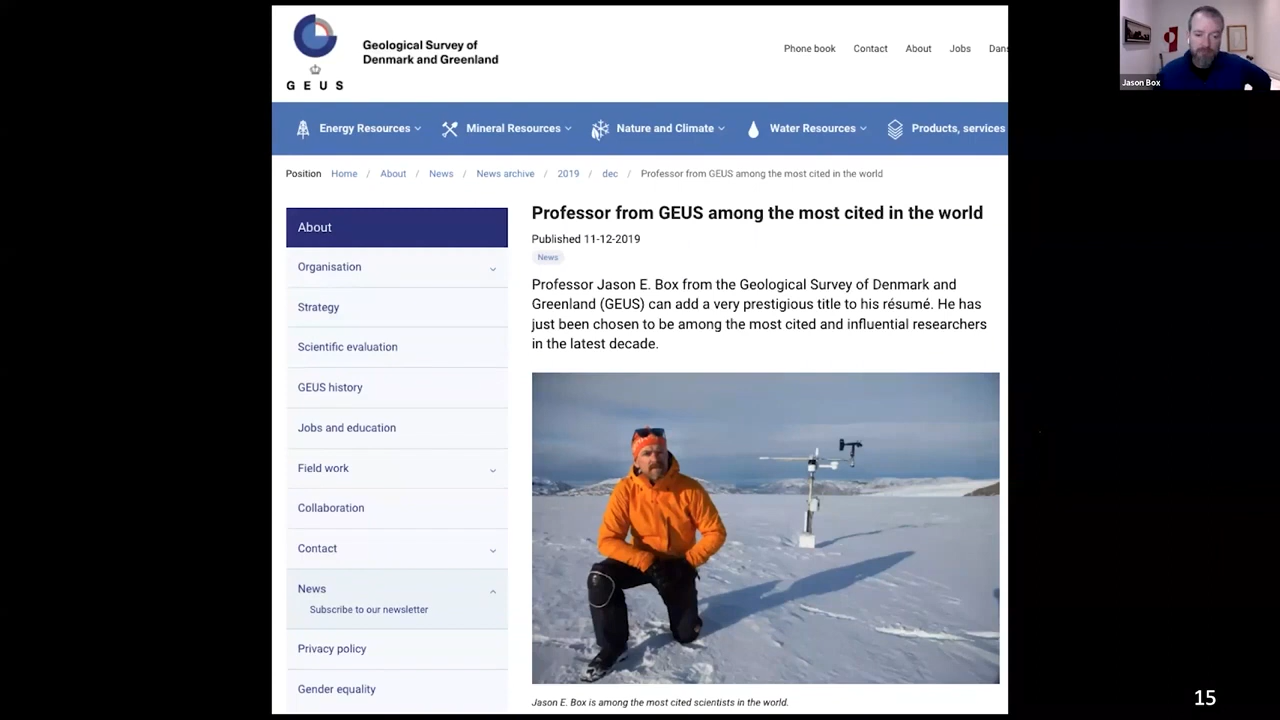 Geological Survey of
Denmark and Greenland
G E U S
Phone book Contact About Jobs Dans
Jason Box
Energy Resources Mineral Resources Nature and Climate Water Resources Products, services
Position Home / About / News / News archive / 2019 / dec / Professor from GEUS among the most cited in the world
About
Organisation
Strategy
Scientific evaluation
GEUS history
Jobs and education
Field work
Collaboration
Contact
News
Subscribe to our newsletter
Privacy policy
Gender equality
Professor from GEUS among the most cited in the world
Published 11-12-2019
News
Professor Jason E. Box from the Geological Survey of Denmark and
Greenland (GEUS) can add a very prestigious title to his résumé. He has
just been chosen to be among the most cited and influential researchers
in the latest decade.
Jason E. Box is among the most cited scientists in the world.
15